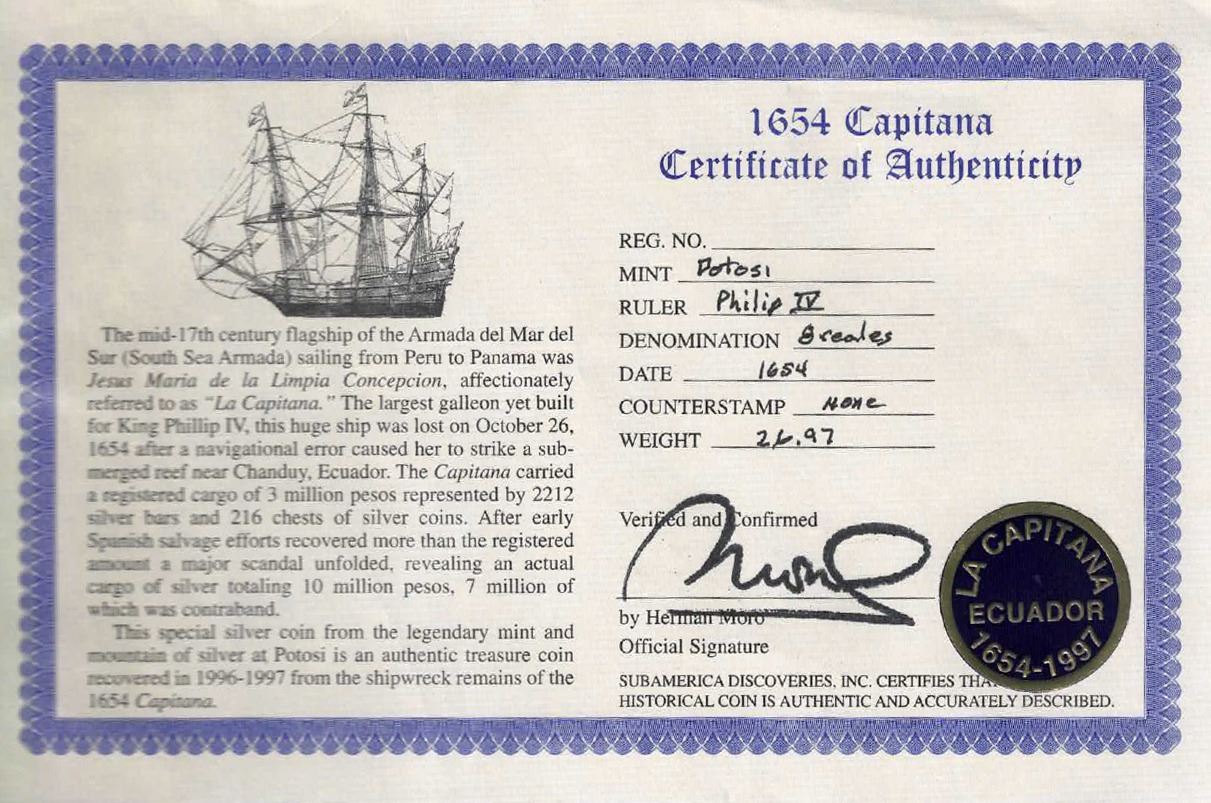 1654 Capitana
Certificate of Authenticity
The mid-17th century flagship of the Armada del Mar del
Sur (South Sea Armada) sailing from Peru to Panama was
Jesus Maria de la Limpia Concepcion, affectionately
referred to as "La Capitana." The largest galleon yet built
for King Phillip IV, this huge ship was lost on October 26,
1654 after a navigational error caused her to strike a sub-
merged reef near Chanduy, Ecuador. The Capitana carried
a registered cargo of 3 million pesos represented by 2212
silver bars and 216 chests of silver coins. After early
Spanish salvage efforts recovered more than the registered
amount a major scandal unfolded, revealing an actual
cargo of silver totaling 10 million pesos, 7 million of
which was contraband.
This special silver coin from the legendary mint and
mountain of silver at Potosi is an authentic treasure coin
recovered in 1996-1997 from the shipwreck remains of the
1654 Capitana.
REG. NO.
MINT Potosi
RULER Philip IV
DENOMINATION 8 reales
DATE 1654
COUNTERSTAMP None
WEIGHT 26.97
Verified and Confirmed
by Herman Moro
Official Signature
SUBAMERICA DISCOVERIES, INC. CERTIFIES
HISTORICAL COIN IS AUTHENTIC AND ACCURATELY DESCRIBED.
LA CAPITANA
ECUADOR
1654-1997